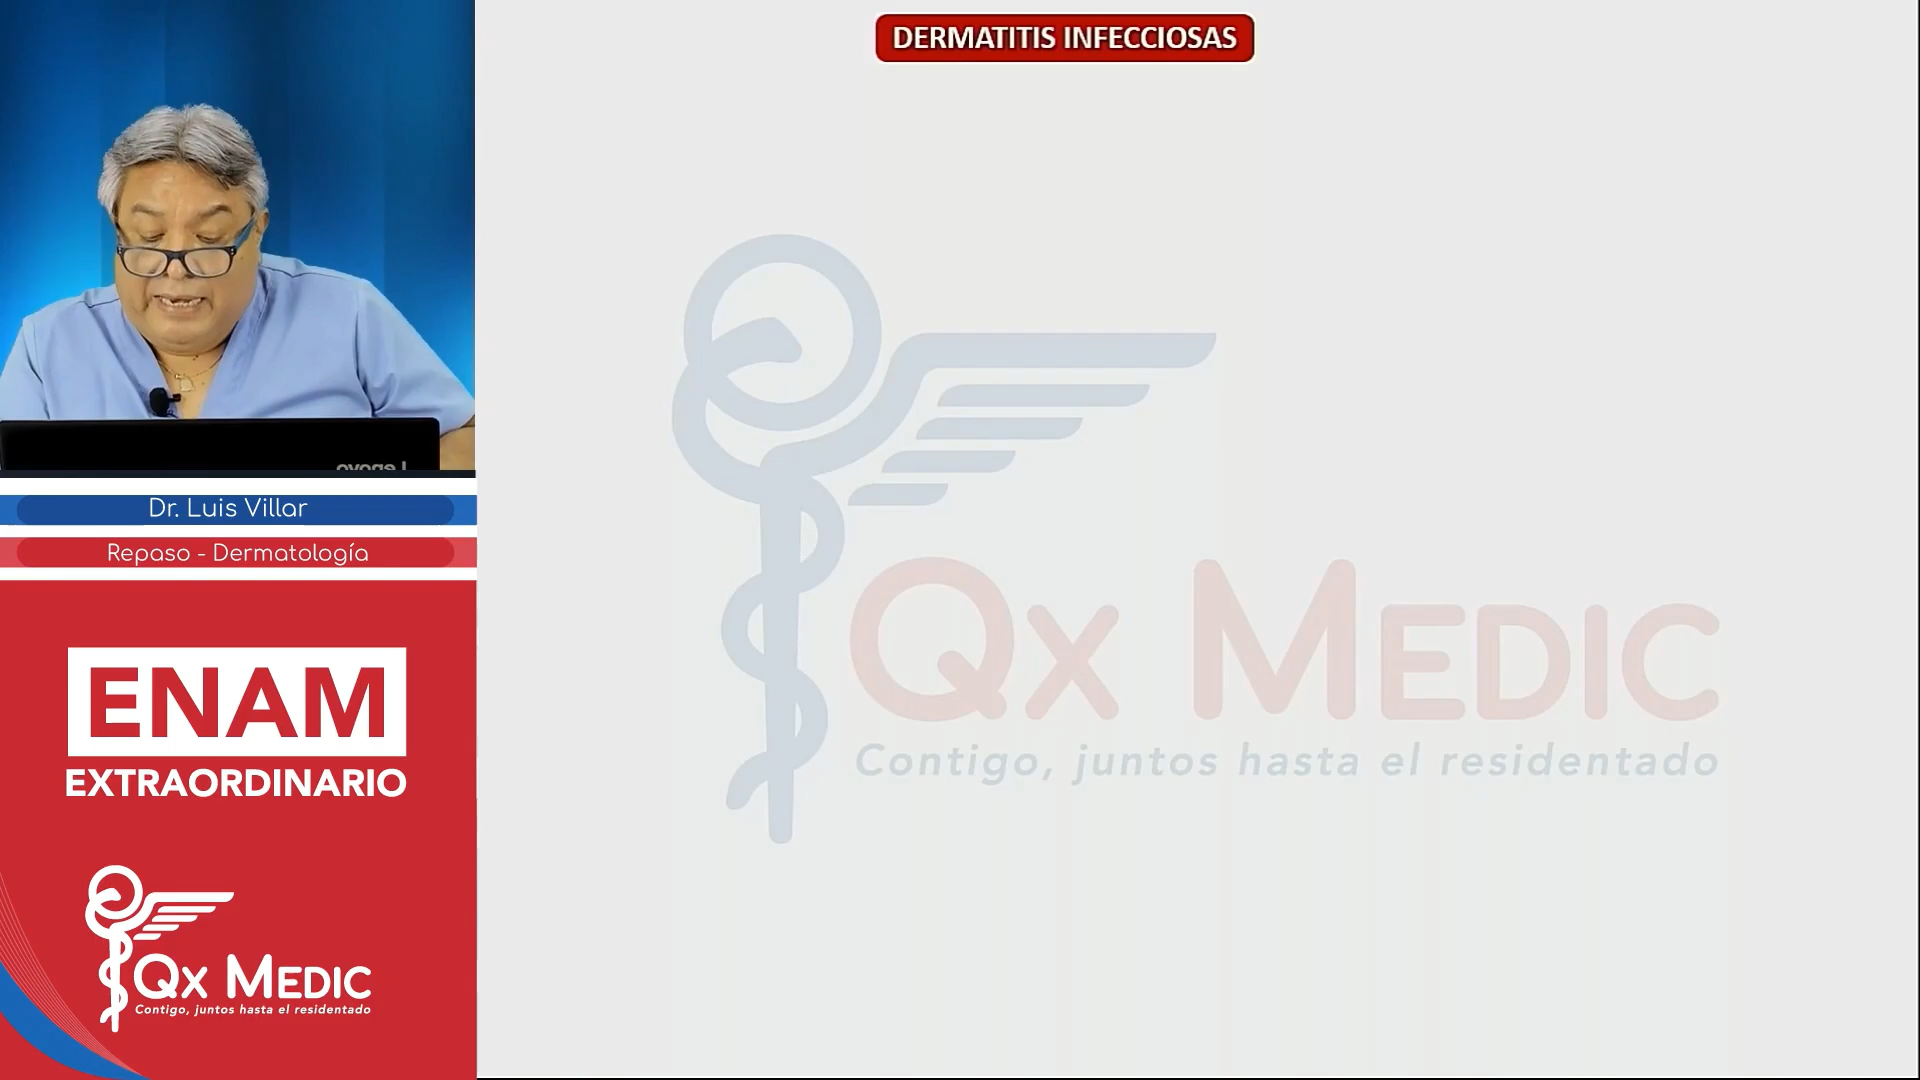 DERMATITIS INFECCIOSAS
Lenovo
Dr. Luis Villar
Repaso - Dermatología
ENAM
EXTRAORDINARIO
QX MEDIC
Contigo, juntos hasta el residentado
QX MEDIC
Contigo, juntos hasta el residentado